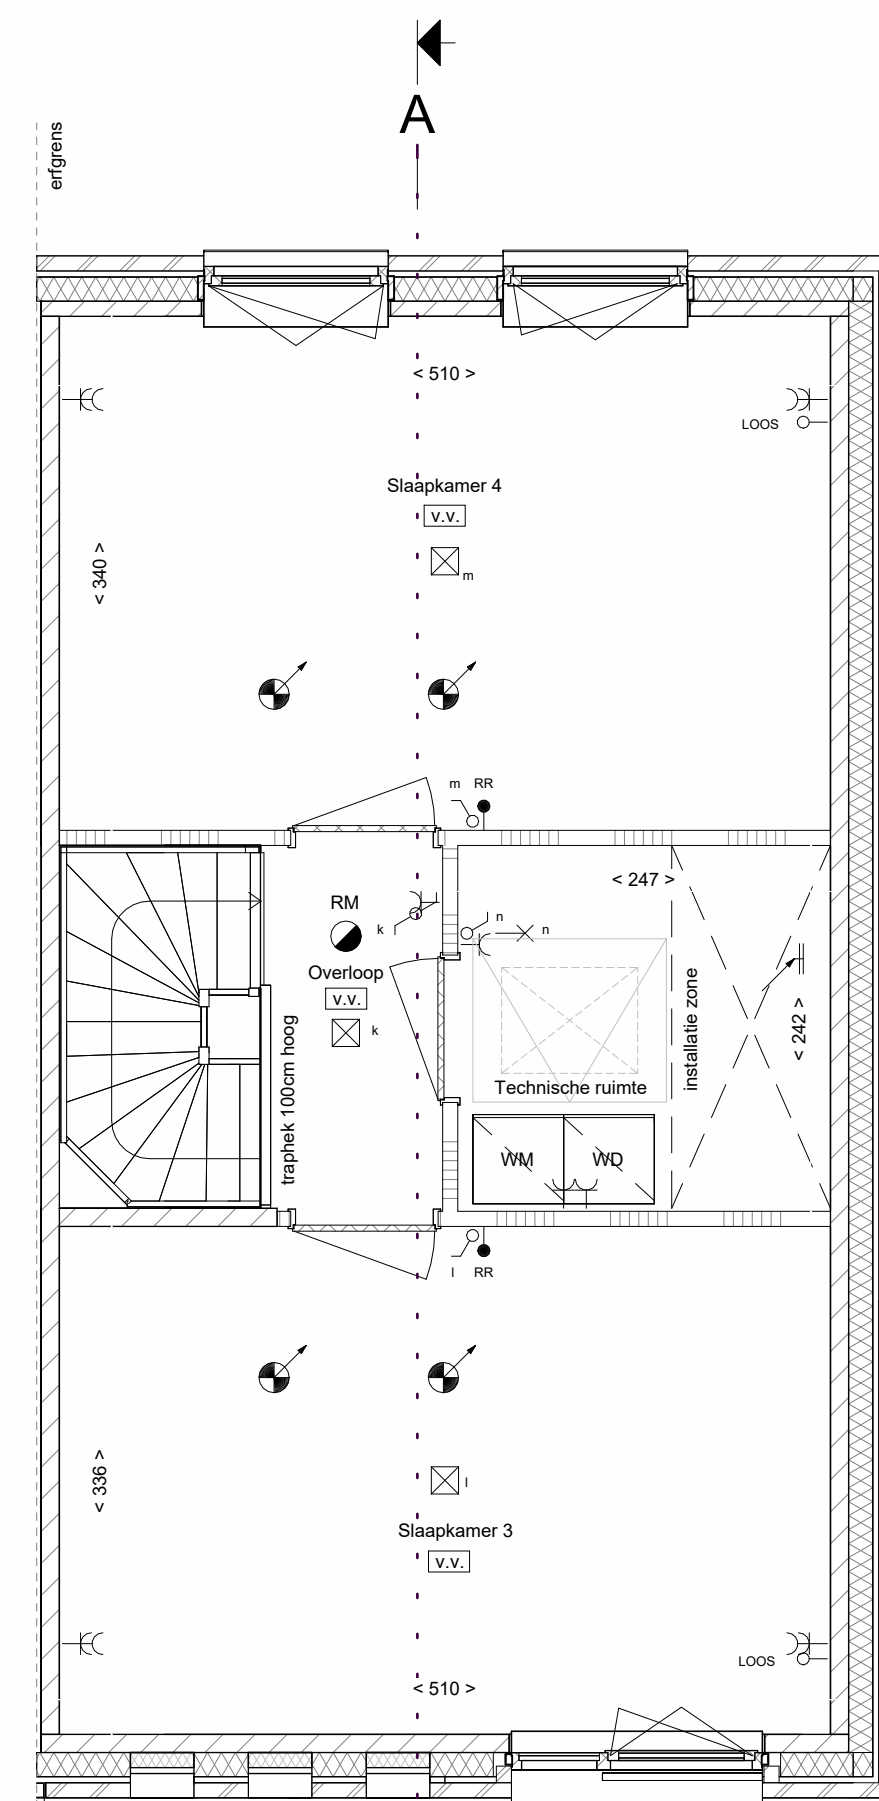 A
erfgrens
< 510 >
LOOS
Slaapkamer 4
v.v.
m
< 340 >
m RR
< 247 >
RM
k l
n
n
Overloop
v.v.
k
traphek 100cm hoog
installatie zone
< 242 >
Technische ruimte
WM WD
l RR
l
< 336 >
Slaapkamer 3
v.v.
LOOS
< 510 >